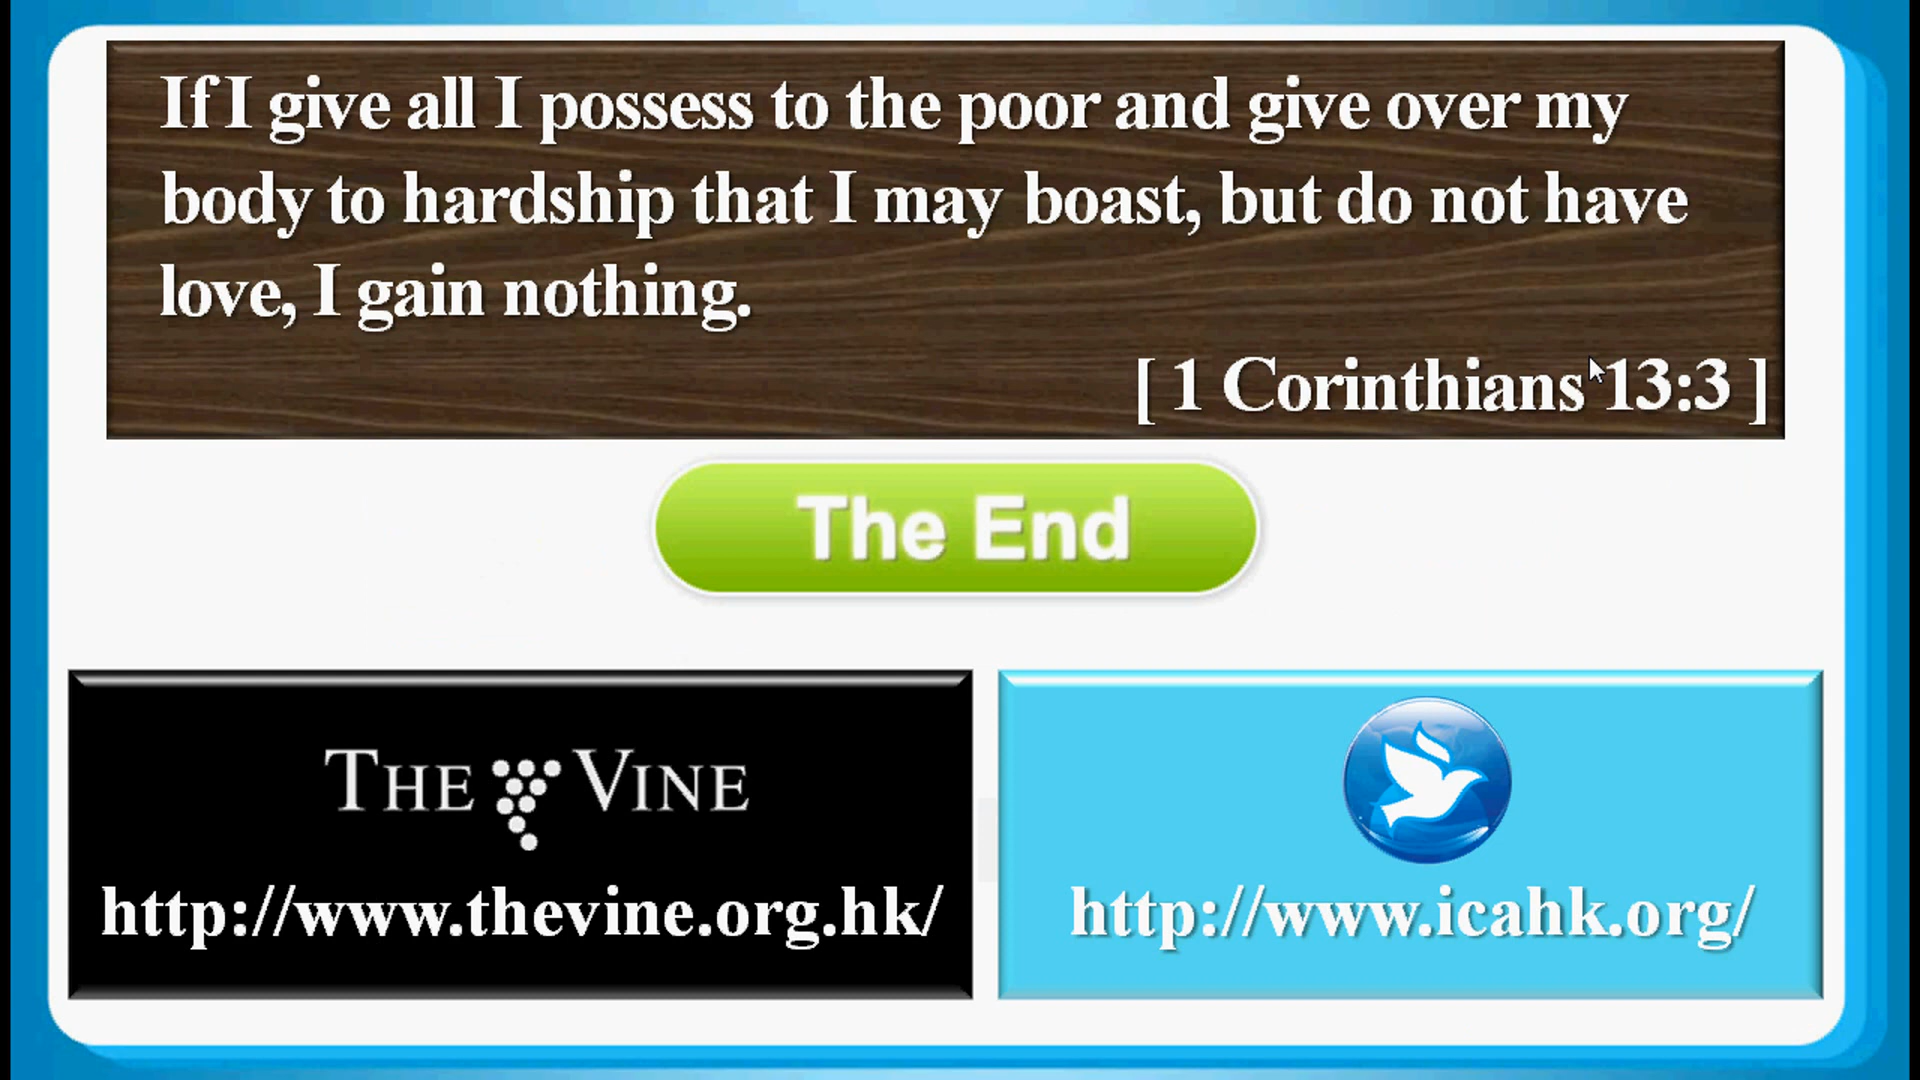 If I give all I possess to the poor and give over my
body to hardship that I may boast, but do not have
love, I gain nothing.
[ 1 Corinthians 13:3 ]
The End
THE VINE
http://www.thevine.org.hk/
http://www.icahk.org/